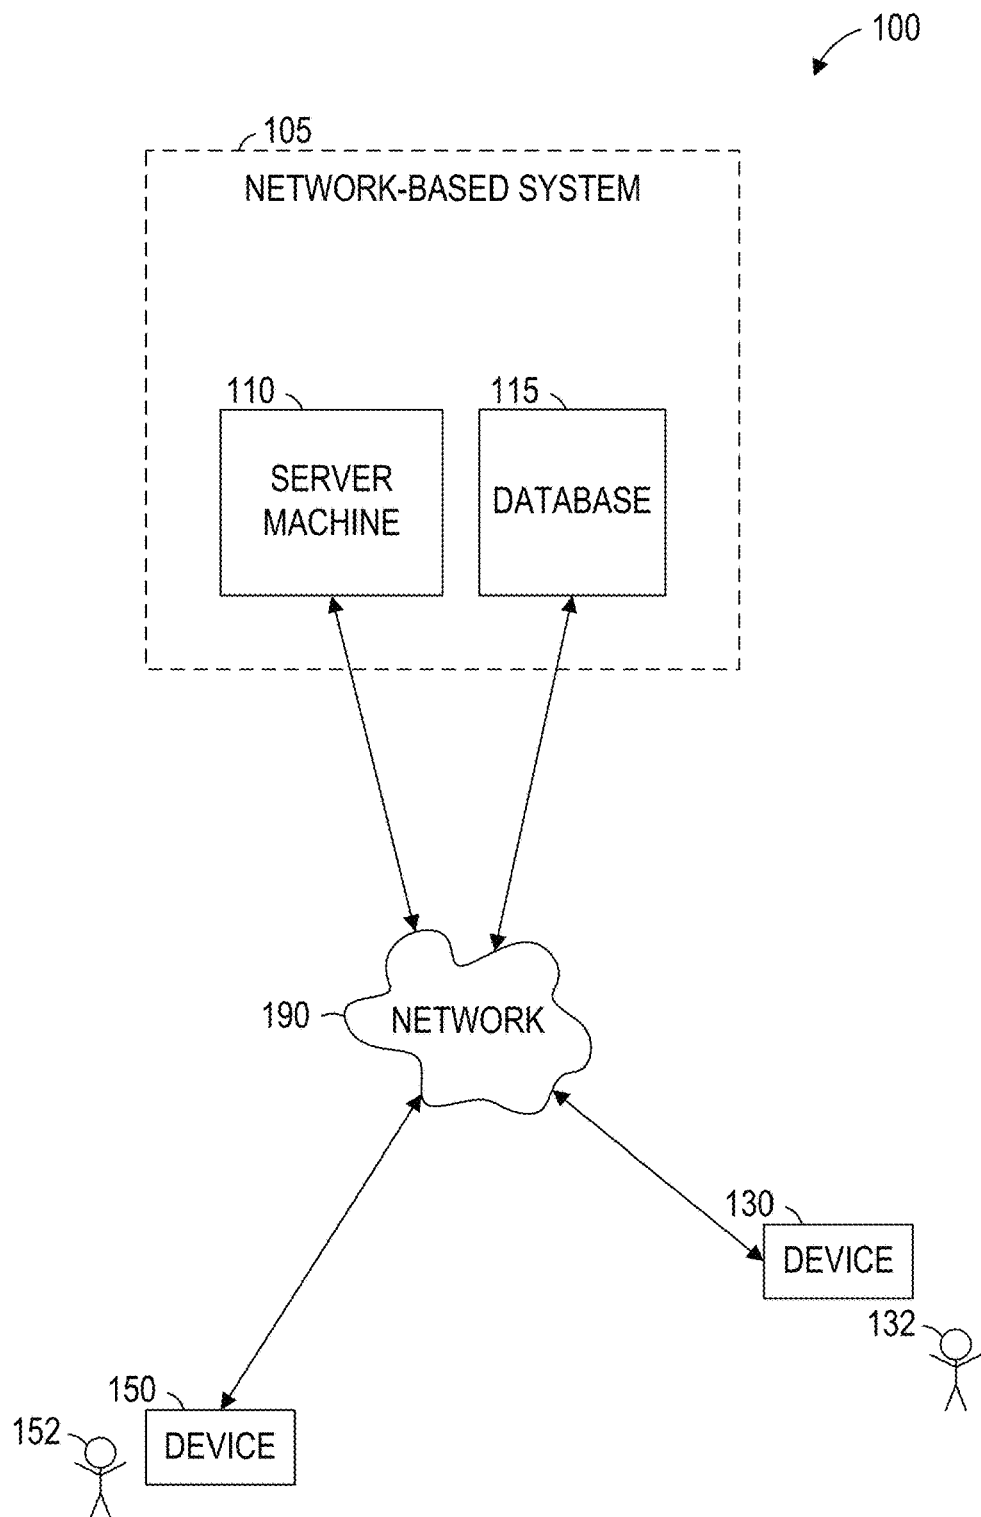 100
105
NETWORK-BASED SYSTEM
110
115
SERVER
MACHINE
DATABASE
190
NETWORK
130
DEVICE
132
150
152
DEVICE